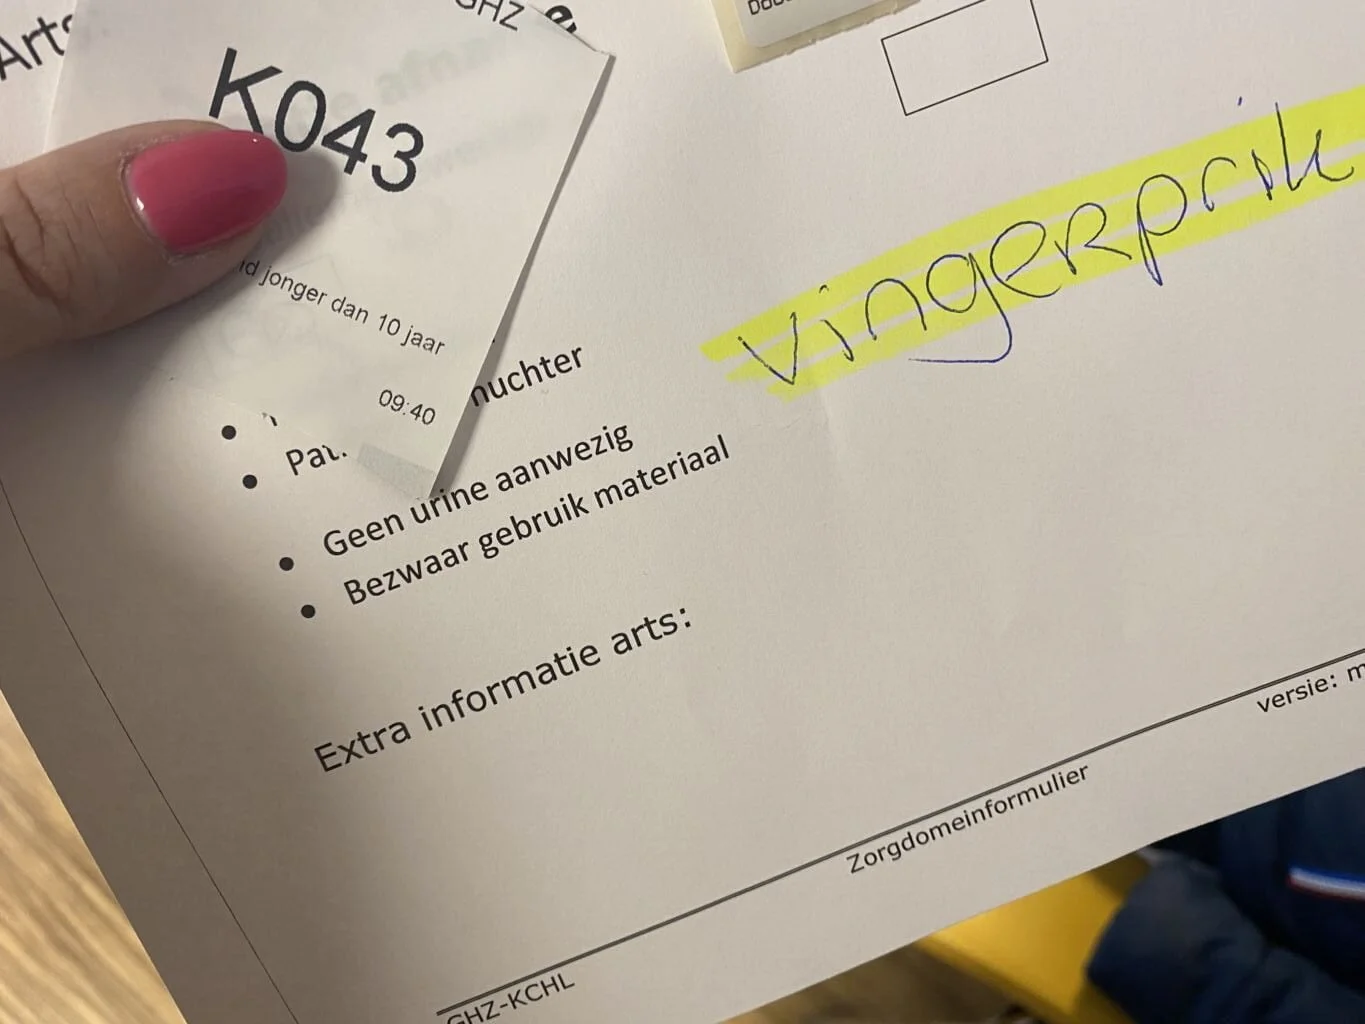 Arts
GHZ
K043
jonger dan 10 jaar
09:40
vingerprik
nuchter
Geen urine aanwezig
Bezwaar gebruik materiaal
Extra informatie arts:
versie:
Zorgdomeinformulier
GHZ-KCHL